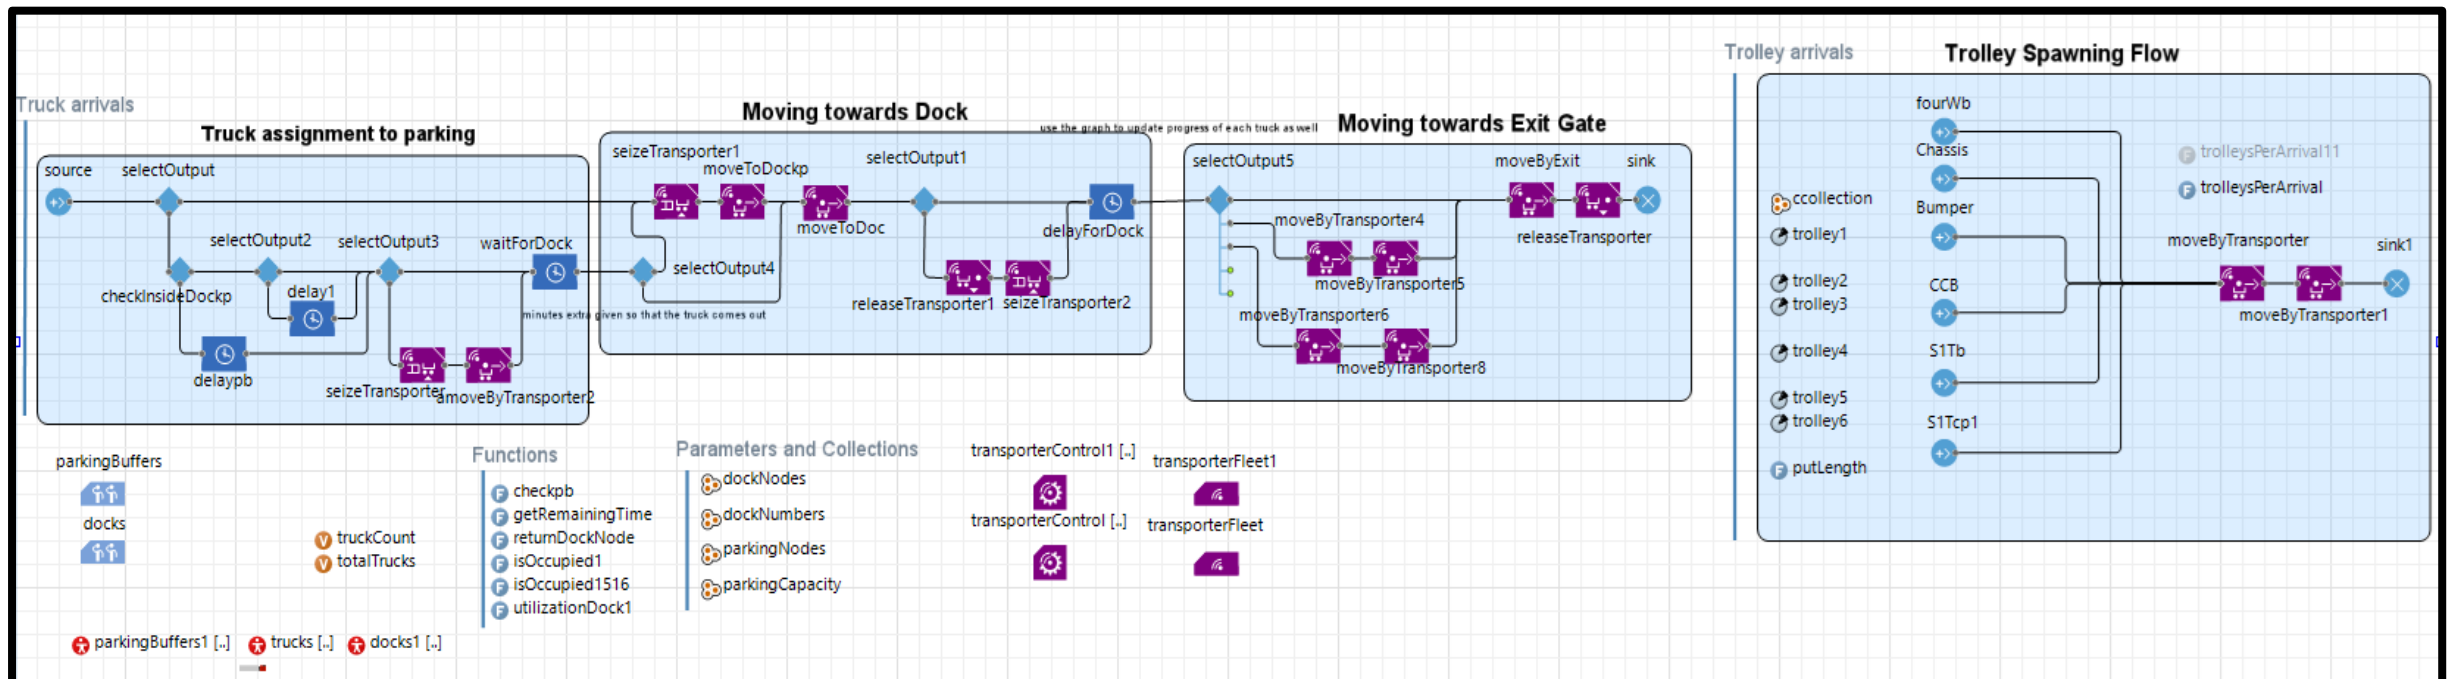 Truck arrivals
Truck assignment to parking
source
selectOutput
selectOutput2
selectOutput3
waitForDock
checkInsideDockp
delay1
delaypb
seizeTransporter
amoveByTransporter2
minutes extra given so that the truck comes out
Moving towards Dock
use the graph to update progress of each truck as well
seizeTransporter1
moveToDockp
selectOutput1
moveToDoc
delayForDock
selectOutput4
releaseTransporter1
seizeTransporter2
Moving towards Exit Gate
selectOutput5
moveByExit
sink
moveByTransporter4
releaseTransporter
moveByTransporter5
moveByTransporter6
moveByTransporter8
Trolley arrivals
Trolley Spawning Flow
fourWb
Chassis
trolleysPerArrival11
trolleysPerArrival
ccollection
Bumper
trolley1
moveByTransporter
sink1
trolley2
CCB
trolley3
moveByTransporter1
trolley4
S1Tb
trolley5
trolley6
S1Tcp1
putLength
parkingBuffers
docks
truckCount
totalTrucks
Functions
checkpb
getRemainingTime
returnDockNode
isOccupied1
isOccupied1516
utilizationDock1
Parameters and Collections
dockNodes
dockNumbers
parkingNodes
parkingCapacity
transporterControl1 [..]
transporterFleet1
transporterControl [..]
transporterFleet
parkingBuffers1 [..]
trucks [..]
docks1 [..]